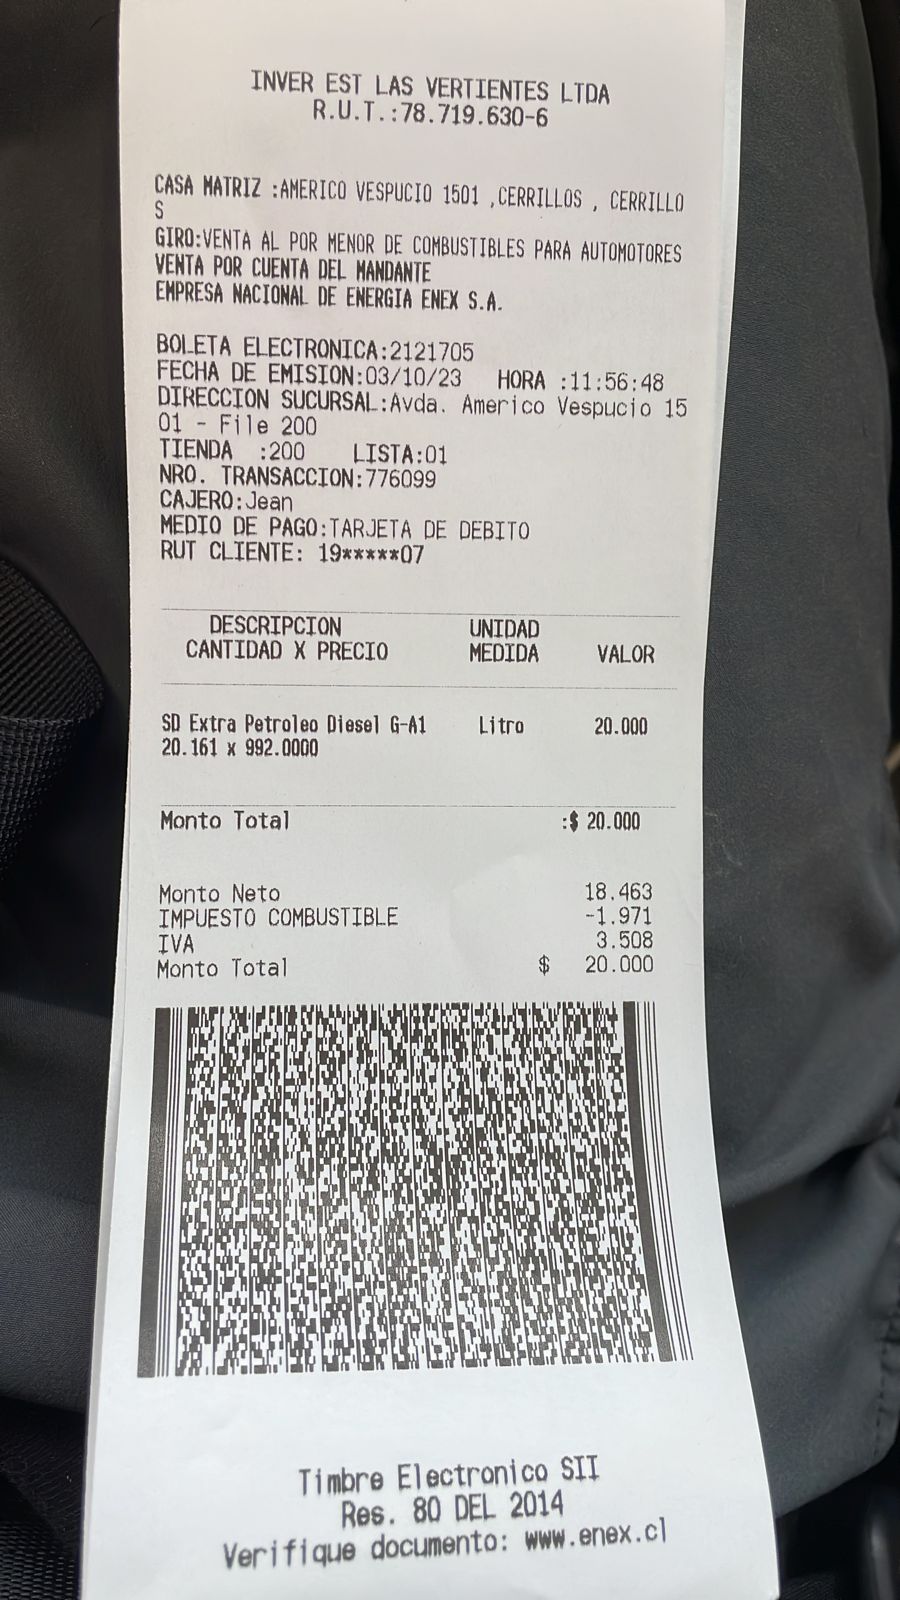 INVER EST LAS VERTIENTES LTDA
R.U.T.:78.719.630-6
CASA MATRIZ :AMERICO VESPUCIO 1501 ,CERRILLOS , CERRILLO
S
GIRO:VENTA AL POR MENOR DE COMBUSTIBLES PARA AUTOMOTORES
VENTA POR CUENTA DEL MANDANTE
EMPRESA NACIONAL DE ENERGIA ENEX S.A.
BOLETA ELECTRONICA:2121705
FECHA DE EMISION:03/10/23 HORA :11:56:48
DIRECCION SUCURSAL:Avda. Americo Vespucio 15
01 - File 200
TIENDA :200 LISTA:01
NRO. TRANSACCION:776099
CAJERO:Jean
MEDIO DE PAGO:TARJETA DE DEBITO
RUT CLIENTE: 19*****07
DESCRIPCION UNIDAD
CANTIDAD X PRECIO MEDIDA VALOR
SD Extra Petroleo Diesel G-A1 Litro 20.000
20.161 x 992.0000
Monto Total :$ 20.000
Monto Neto 18.463
IMPUESTO COMBUSTIBLE -1.971
IVA 3.508
Monto Total $ 20.000
Timbre Electronico SII
Res. 80 DEL 2014
Verifique documento: www.enex.cl